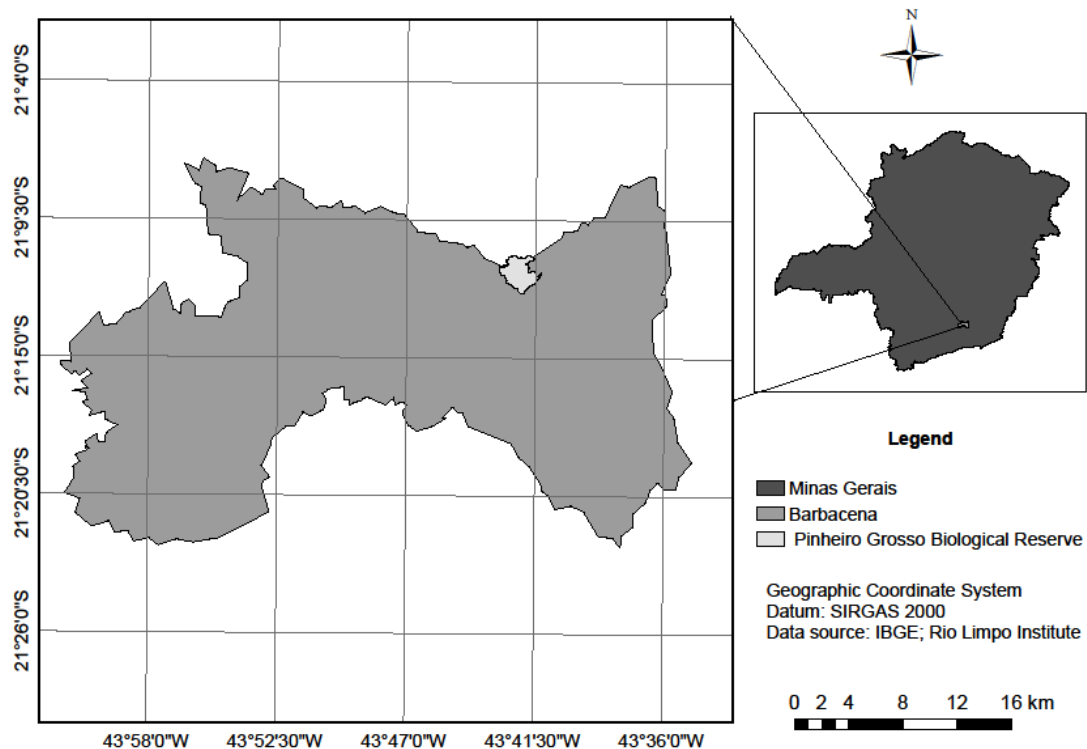 N
21°4'0"S
21°9'30"S
21°15'0"S
21°20'30"S
21°26'0"S
43°58'0"W
43°52'30"W
43°47'0"W
43°41'30"W
43°36'0"W
Legend
Minas Gerais
Barbacena
Pinheiro Grosso Biological Reserve
Geographic Coordinate System
Datum: SIRGAS 2000
Data source: IBGE; Rio Limpo Institute
0 2 4 8 12 16 km